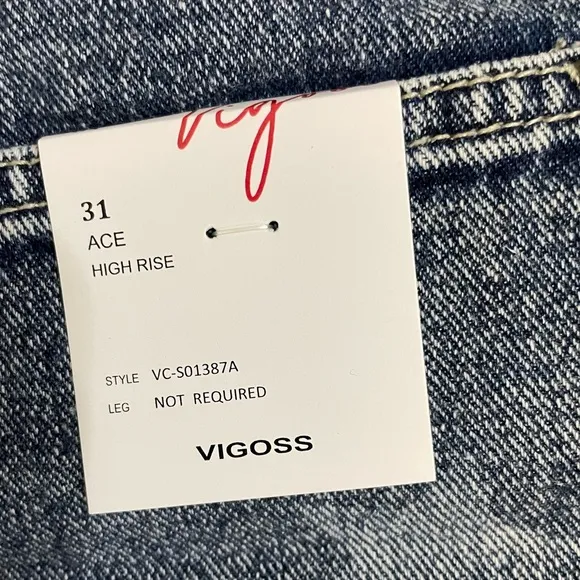 31
ACE
HIGH RISE
STYLE VC-S01387A
LEG NOT REQUIRED
VIGOSS